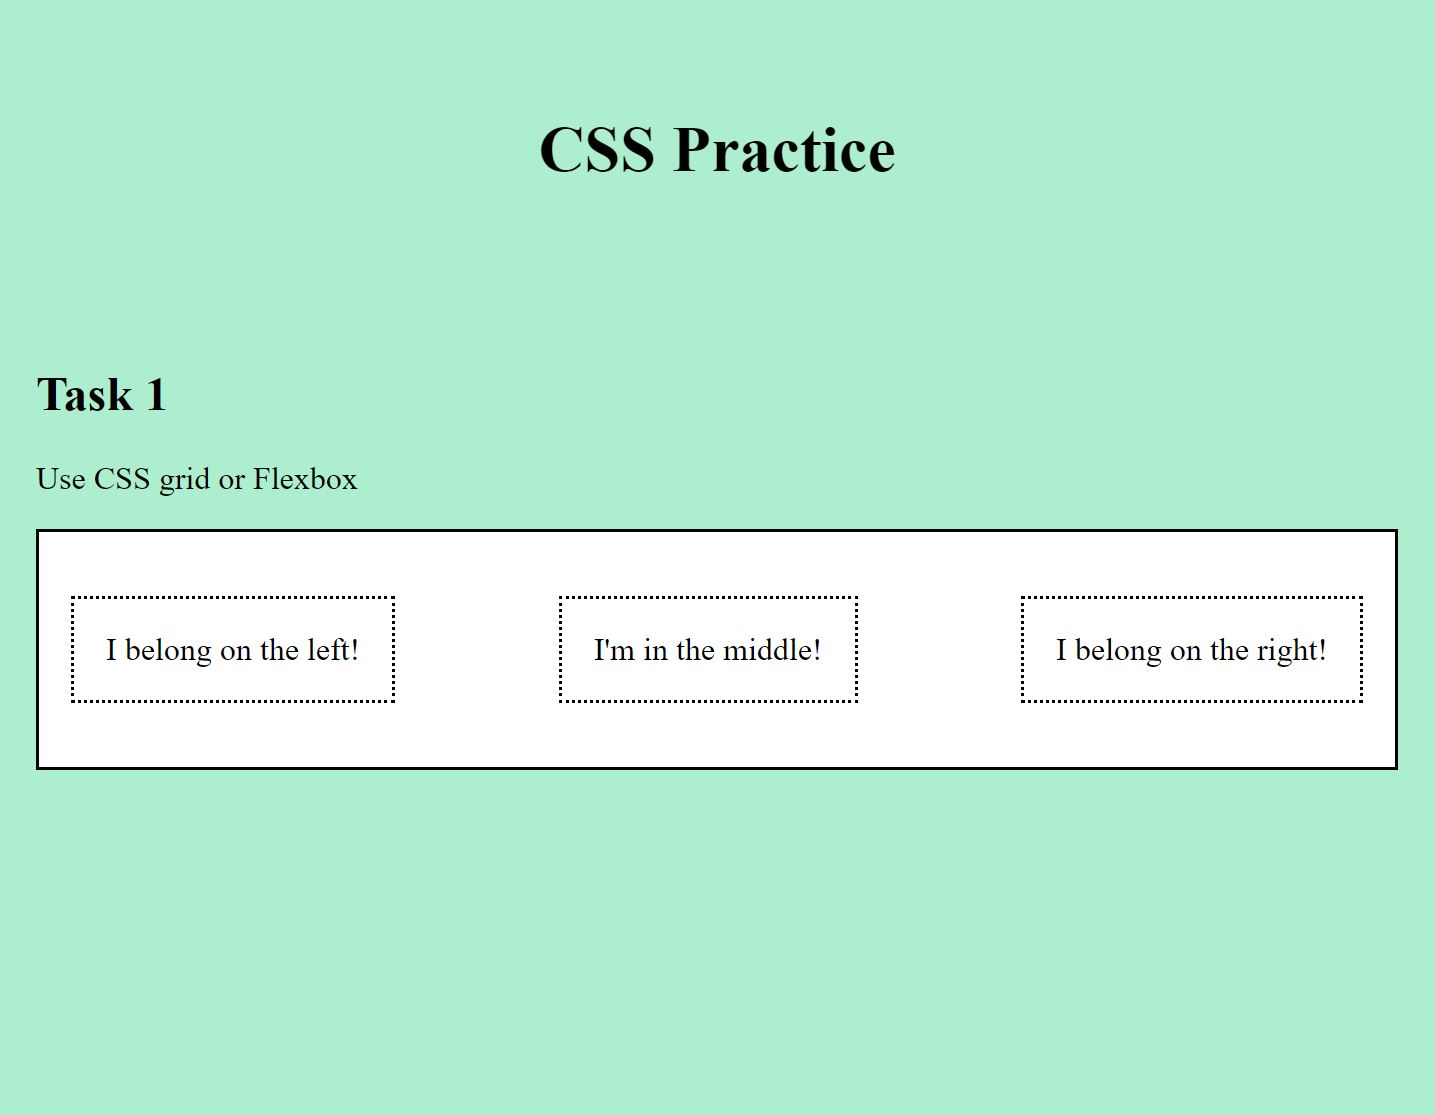 CSS Practice
Task 1
Use CSS grid or Flexbox
I belong on the left!
I'm in the middle!
I belong on the right!